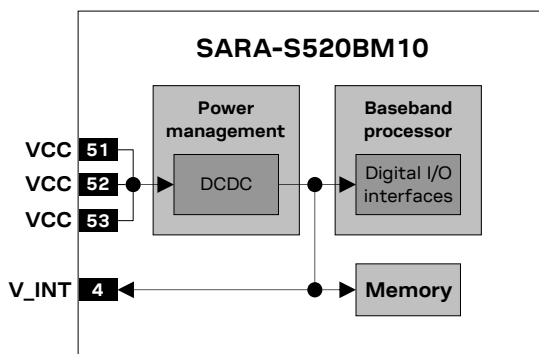 SARA-S520BM10
Power
management
Baseband
processor
VCC 51
VCC 52
VCC 53
DCDC
Digital I/O
interfaces
V_INT 4
Memory